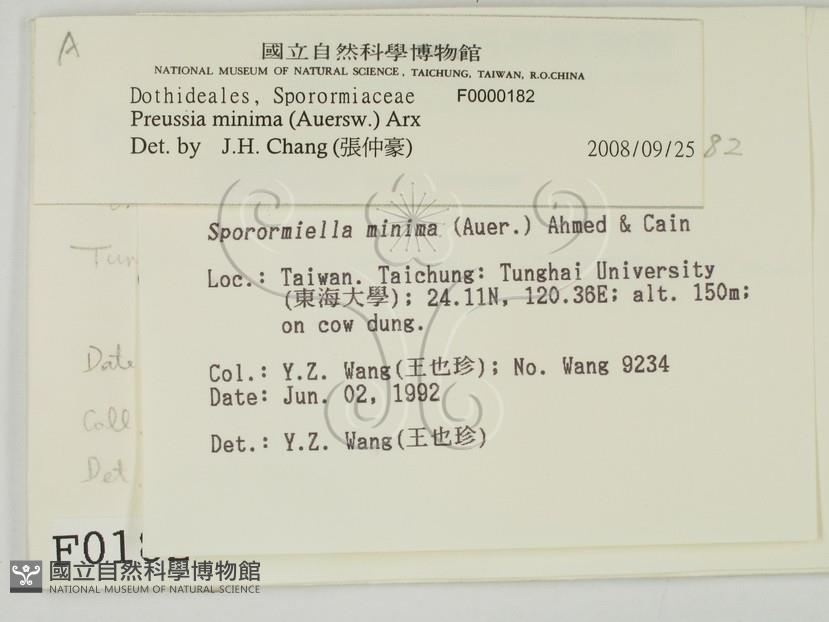 A
國立自然科學博物館
NATIONAL MUSEUM OF NATURAL SCIENCE, TAICHUNG, TAIWAN, R.O.CHINA
Dothideales, Sporormiaceae F0000182
Preussia minima (Auersw.) Arx
Det. by J.H. Chang (張仲豪) 2008/09/25 82
Sporormiella minima (Auer.) Ahmed & Cain
Loc.: Taiwan. Taichung: Tunghai University
(東海大學); 24.11N, 120.36E; alt. 150m;
on cow dung.
Col.: Y.Z. Wang(王也珍); No. Wang 9234
Date: Jun. 02, 1992
Det.: Y.Z. Wang(王也珍)
Date
Coll
Det.
國立自然科學博物館
NATIONAL MUSEUM OF NATURAL SCIENCE